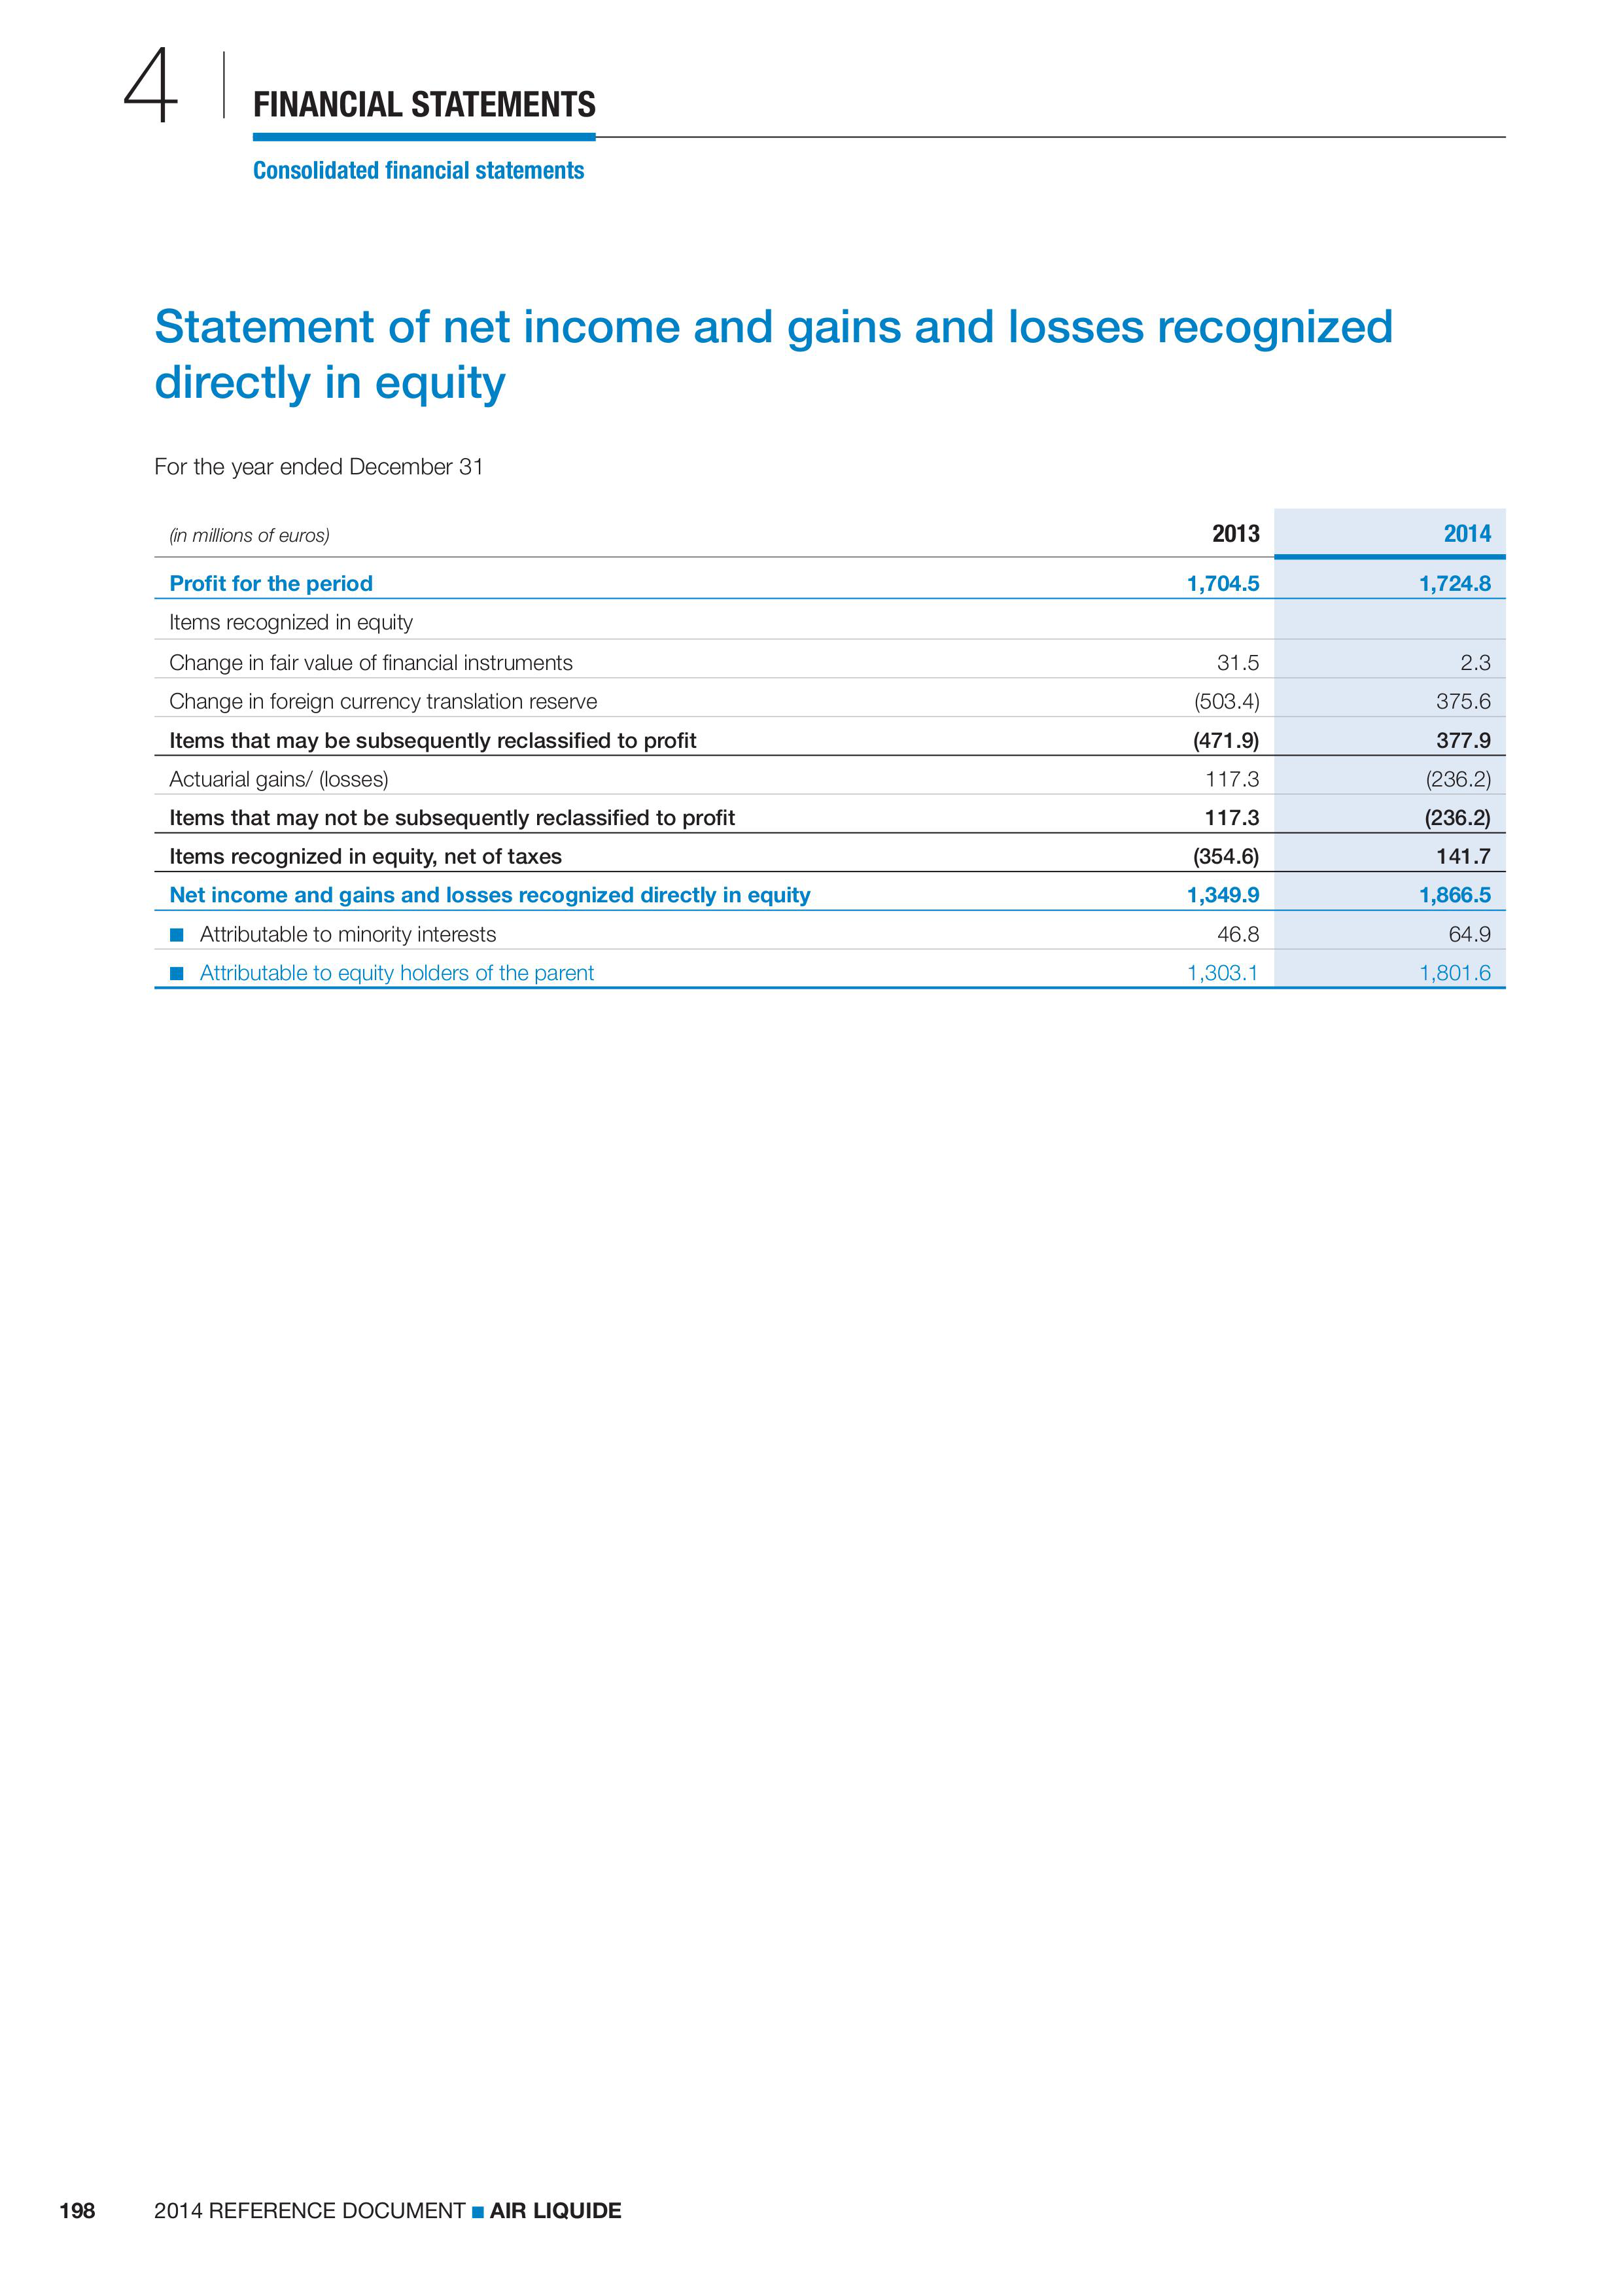 4
FINANCIAL STATEMENTS
Consolidated financial statements
Statement of net income and gains and losses recognized
directly in equity
For the year ended December 31
(in millions of euros) 2013 2014
Profit for the period 1,704.5 1,724.8
Items recognized in equity
Change in fair value of financial instruments 31.5 2.3
Change in foreign currency translation reserve (503.4) 375.6
Items that may be subsequently reclassified to profit (471.9) 377.9
Actuarial gains/ (losses) 117.3 (236.2)
Items that may not be subsequently reclassified to profit 117.3 (236.2)
Items recognized in equity, net of taxes (354.6) 141.7
Net income and gains and losses recognized directly in equity 1,349.9 1,866.5
■ Attributable to minority interests 46.8 64.9
■ Attributable to equity holders of the parent 1,303.1 1,801.6
198 2014 REFERENCE DOCUMENT ■ AIR LIQUIDE